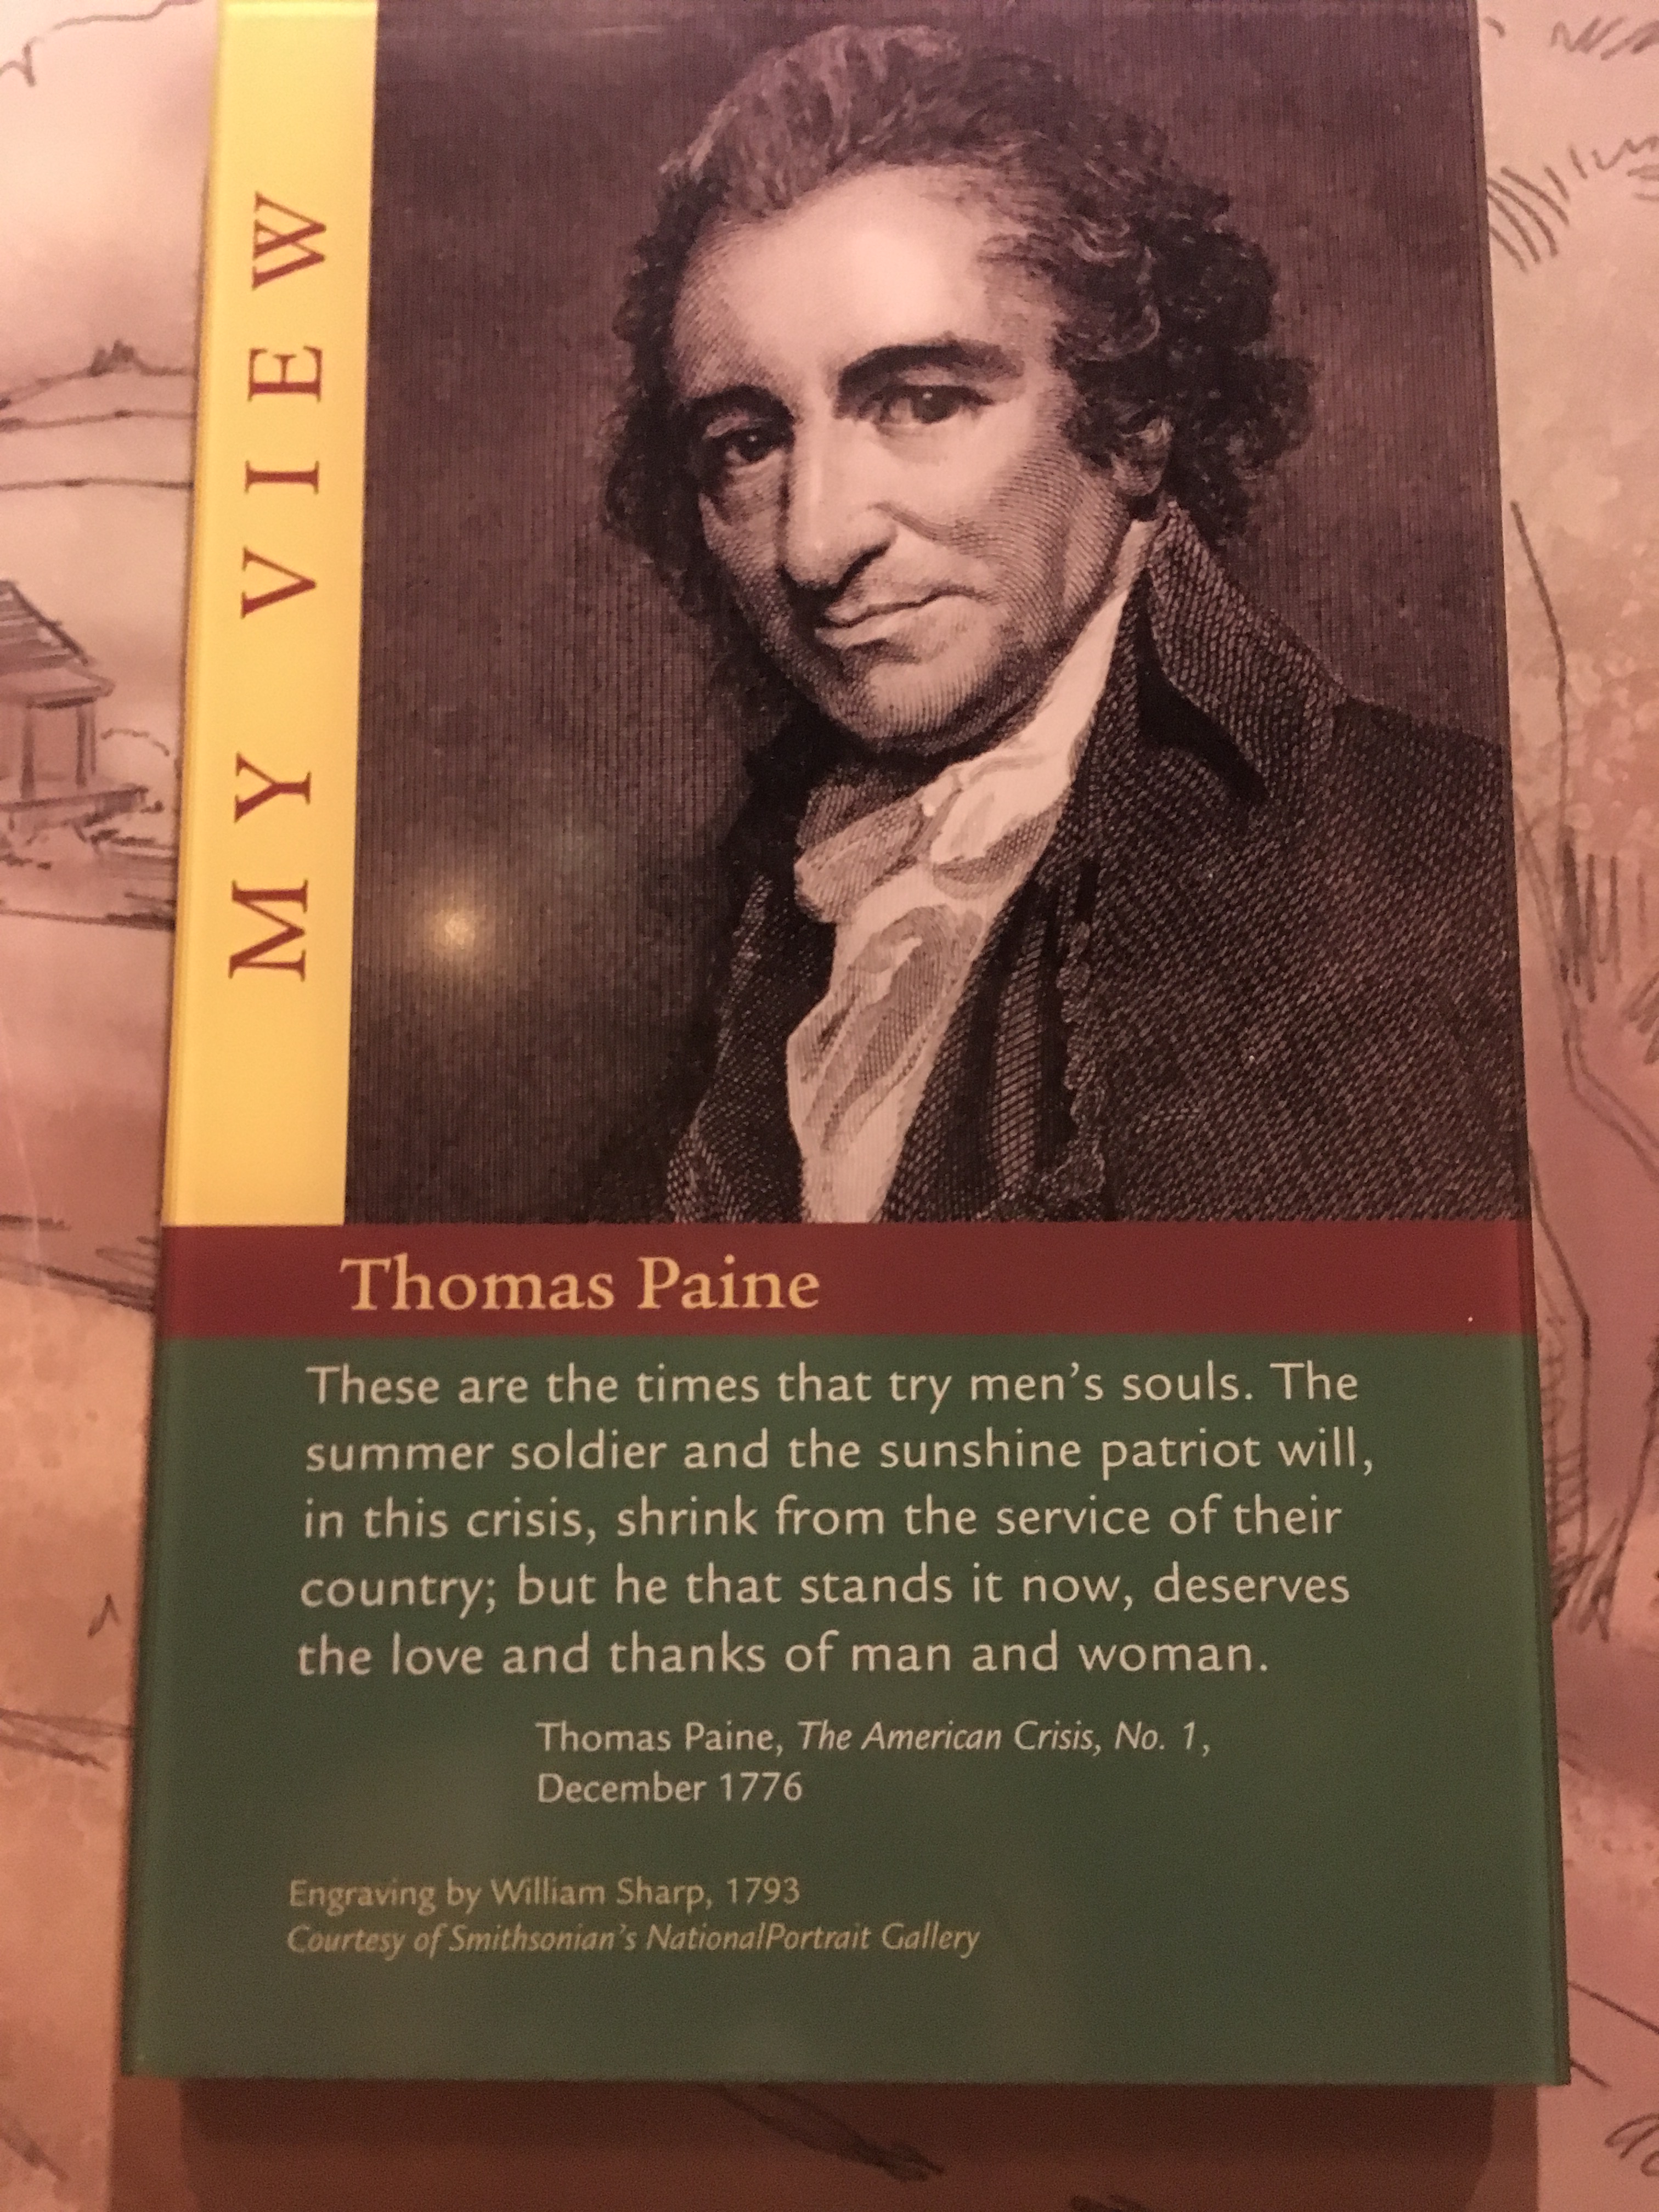 MY VIEW
Thomas Paine
These are the times that try men's souls. The
summer soldier and the sunshine patriot will,
in this crisis, shrink from the service of their
country; but he that stands it now, deserves
the love and thanks of man and woman.
Thomas Paine, The American Crisis, No. 1,
December 1776
Engraving by William Sharp, 1793
Courtesy of Smithsonian's NationalPortrait Gallery